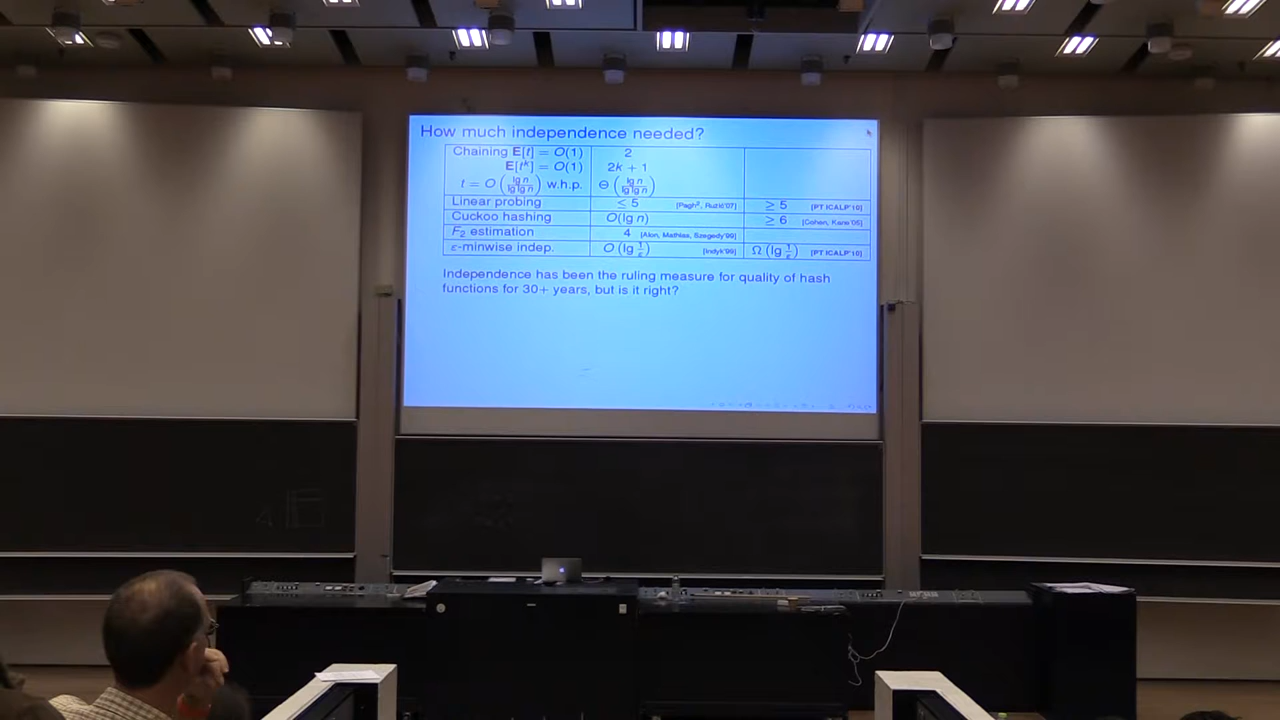 How much independence needed?
Chaining E[t] = O(1) 2
E[t^k] = O(1) 2k + 1
t = O (lg n / lg lg n) w.h.p. Θ (lg n / lg lg n)
Linear probing ≤ 5 [Pagh², Ružić'07] ≥ 5 [PT ICALP'10]
Cuckoo hashing O(lg n) ≥ 6 [Cohen, Kane'05]
F₂ estimation 4 [Alon, Mathias, Szegedy'99]
ε-minwise indep. O (lg 1/ε) [Indyk'99] Ω (lg 1/ε) [PT ICALP'10]
Independence has been the ruling measure for quality of hash
functions for 30+ years, but is it right?